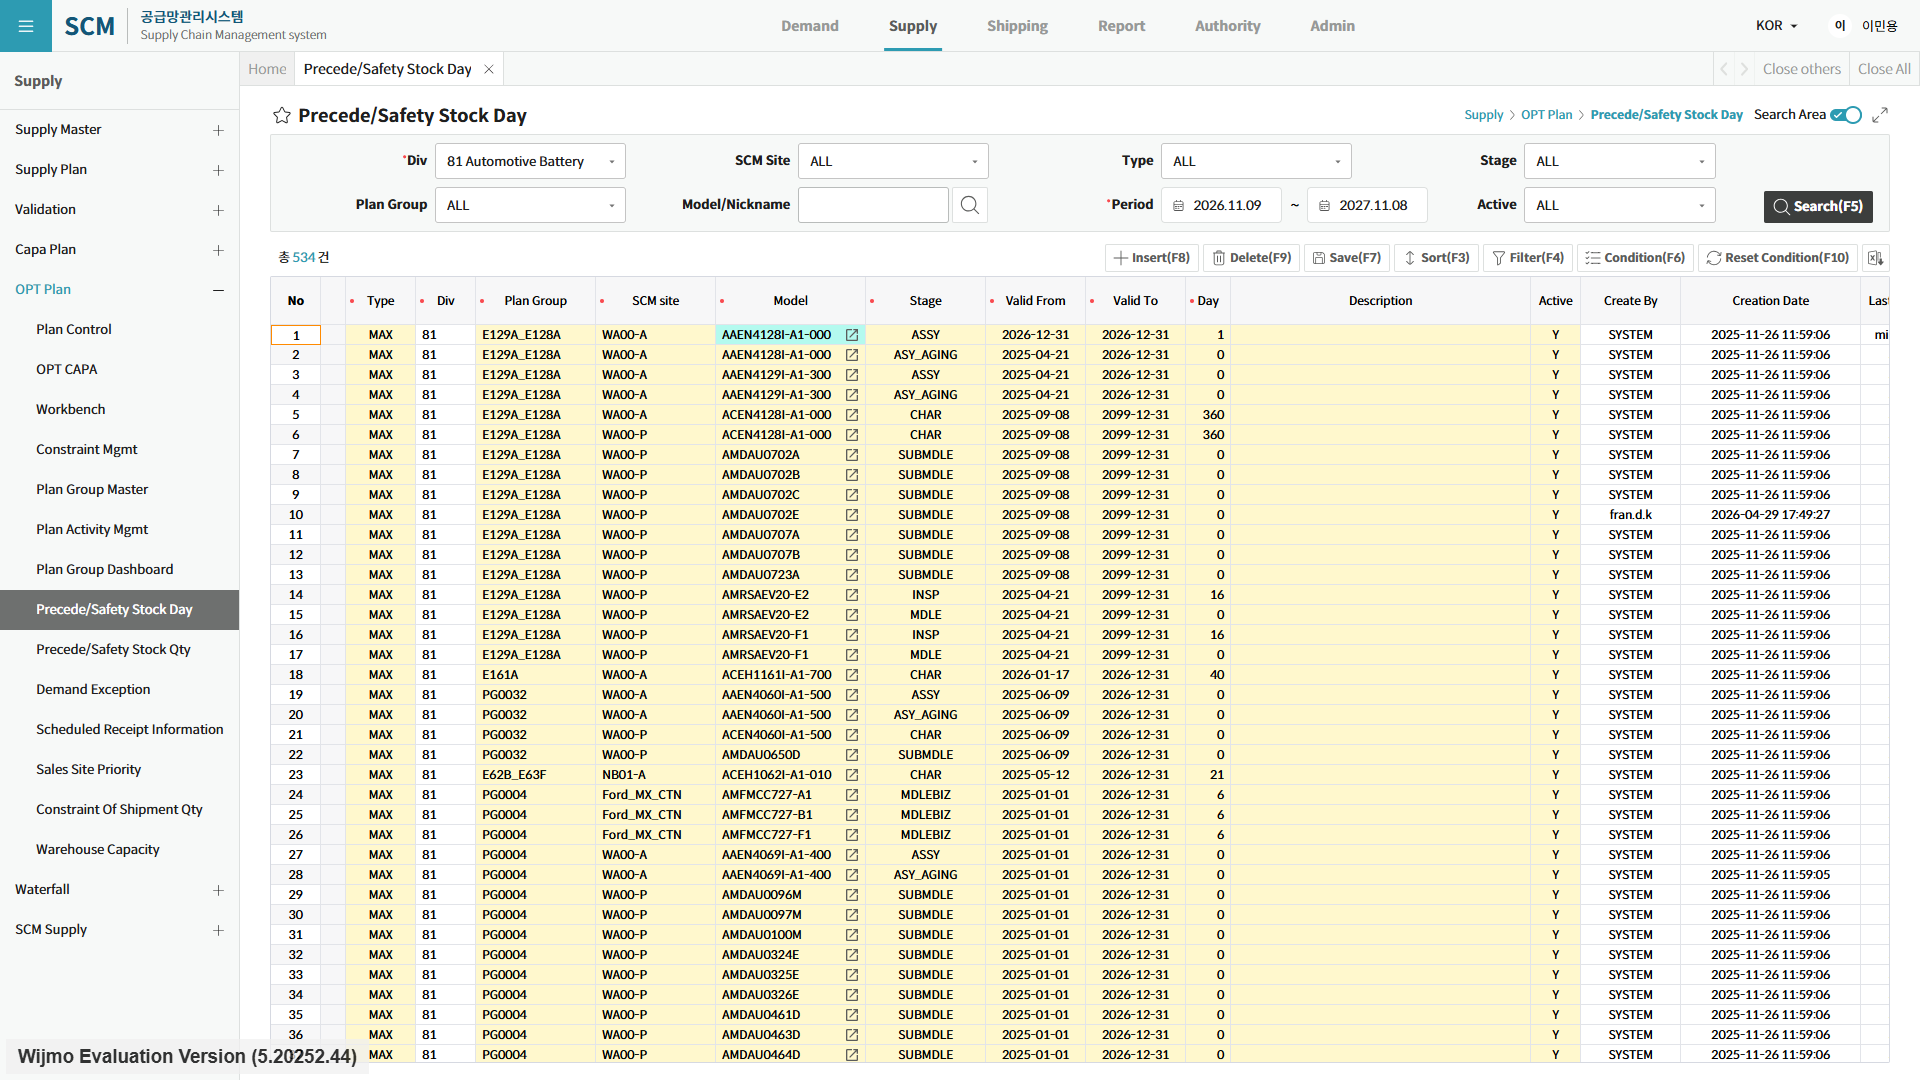 SCM 공급망관리시스템
Supply Chain Management system
Demand Supply Shipping Report Authority Admin
KOR 이 이민용
Supply
Home Precede/Safety Stock Day
Close others Close All
Supply Master
Supply Plan
Validation
Capa Plan
OPT Plan
Plan Control
OPT CAPA
Workbench
Constraint Mgmt
Plan Group Master
Plan Activity Mgmt
Plan Group Dashboard
Precede/Safety Stock Day
Precede/Safety Stock Qty
Demand Exception
Scheduled Receipt Information
Sales Site Priority
Constraint Of Shipment Qty
Warehouse Capacity
Waterfall
SCM Supply
Precede/Safety Stock Day
Supply > OPT Plan > Precede/Safety Stock Day Search Area
*Div 81 Automotive Battery SCM Site ALL Type ALL Stage ALL
Plan Group ALL Model/Nickname *Period 2026.11.09 ~ 2027.11.08 Active ALL Search(F5)
총 534 건
Insert(F8) Delete(F9) Save(F7) Sort(F3) Filter(F4) Condition(F6) Reset Condition(F10)
No Type Div Plan Group SCM site Model Stage Valid From Valid To Day Description Active Create By Creation Date Las
1 MAX 81 E129A_E128A WA00-A AAEN4128I-A1-000 ASSY 2026-12-31 2026-12-31 1 Y SYSTEM 2025-11-26 11:59:06 mi
2 MAX 81 E129A_E128A WA00-A AAEN4128I-A1-000 ASY_AGING 2025-04-21 2026-12-31 0 Y SYSTEM 2025-11-26 11:59:06
3 MAX 81 E129A_E128A WA00-A AAEN4129I-A1-300 ASSY 2025-04-21 2026-12-31 0 Y SYSTEM 2025-11-26 11:59:06
4 MAX 81 E129A_E128A WA00-A AAEN4129I-A1-300 ASY_AGING 2025-04-21 2026-12-31 0 Y SYSTEM 2025-11-26 11:59:06
5 MAX 81 E129A_E128A WA00-A ACEN4128I-A1-000 CHAR 2025-09-08 2099-12-31 360 Y SYSTEM 2025-11-26 11:59:06
6 MAX 81 E129A_E128A WA00-P ACEN4128I-A1-000 CHAR 2025-09-08 2099-12-31 360 Y SYSTEM 2025-11-26 11:59:06
7 MAX 81 E129A_E128A WA00-P AMDAU0702A SUBMDLE 2025-09-08 2099-12-31 0 Y SYSTEM 2025-11-26 11:59:06
8 MAX 81 E129A_E128A WA00-P AMDAU0702B SUBMDLE 2025-09-08 2099-12-31 0 Y SYSTEM 2025-11-26 11:59:06
9 MAX 81 E129A_E128A WA00-P AMDAU0702C SUBMDLE 2025-09-08 2099-12-31 0 Y SYSTEM 2025-11-26 11:59:06
10 MAX 81 E129A_E128A WA00-P AMDAU0702E SUBMDLE 2025-09-08 2099-12-31 0 Y fran.d.k 2026-04-29 17:49:27
11 MAX 81 E129A_E128A WA00-P AMDAU0707A SUBMDLE 2025-09-08 2099-12-31 0 Y SYSTEM 2025-11-26 11:59:06
12 MAX 81 E129A_E128A WA00-P AMDAU0707B SUBMDLE 2025-09-08 2099-12-31 0 Y SYSTEM 2025-11-26 11:59:06
13 MAX 81 E129A_E128A WA00-P AMDAU0723A SUBMDLE 2025-09-08 2099-12-31 0 Y SYSTEM 2025-11-26 11:59:06
14 MAX 81 E129A_E128A WA00-P AMRSAEV20-E2 INSP 2025-04-21 2099-12-31 16 Y SYSTEM 2025-11-26 11:59:06
15 MAX 81 E129A_E128A WA00-P AMRSAEV20-E2 MDLE 2025-04-21 2099-12-31 0 Y SYSTEM 2025-11-26 11:59:06
16 MAX 81 E129A_E128A WA00-P AMRSAEV20-F1 INSP 2025-04-21 2099-12-31 16 Y SYSTEM 2025-11-26 11:59:06
17 MAX 81 E129A_E128A WA00-P AMRSAEV20-F1 MDLE 2025-04-21 2099-12-31 0 Y SYSTEM 2025-11-26 11:59:06
18 MAX 81 E161A WA00-A ACEH1161I-A1-700 CHAR 2026-01-17 2026-12-31 40 Y SYSTEM 2025-11-26 11:59:06
19 MAX 81 PG0032 WA00-A AAEN4060I-A1-500 ASSY 2025-06-09 2026-12-31 0 Y SYSTEM 2025-11-26 11:59:06
20 MAX 81 PG0032 WA00-A AAEN4060I-A1-500 ASY_AGING 2025-06-09 2026-12-31 0 Y SYSTEM 2025-11-26 11:59:06
21 MAX 81 PG0032 WA00-A ACEN4060I-A1-500 CHAR 2025-06-09 2026-12-31 0 Y SYSTEM 2025-11-26 11:59:06
22 MAX 81 PG0032 WA00-P AMDAU0650D SUBMDLE 2025-06-09 2026-12-31 0 Y SYSTEM 2025-11-26 11:59:06
23 MAX 81 E62B_E63F NB01-A ACEH1062I-A1-010 CHAR 2025-05-12 2026-12-31 21 Y SYSTEM 2025-11-26 11:59:06
24 MAX 81 PG0004 Ford_MX_CTN AMFMCC727-A1 MDLEBIZ 2025-01-01 2026-12-31 6 Y SYSTEM 2025-11-26 11:59:06
25 MAX 81 PG0004 Ford_MX_CTN AMFMCC727-B1 MDLEBIZ 2025-01-01 2026-12-31 6 Y SYSTEM 2025-11-26 11:59:06
26 MAX 81 PG0004 Ford_MX_CTN AMFMCC727-F1 MDLEBIZ 2025-01-01 2026-12-31 6 Y SYSTEM 2025-11-26 11:59:06
27 MAX 81 PG0004 WA00-A AAEN4069I-A1-400 ASSY 2025-01-01 2026-12-31 0 Y SYSTEM 2025-11-26 11:59:06
28 MAX 81 PG0004 WA00-A AAEN4069I-A1-400 ASY_AGING 2025-01-01 2026-12-31 0 Y SYSTEM 2025-11-26 11:59:05
29 MAX 81 PG0004 WA00-P AMDAU0096M SUBMDLE 2025-01-01 2026-12-31 0 Y SYSTEM 2025-11-26 11:59:06
30 MAX 81 PG0004 WA00-P AMDAU0097M SUBMDLE 2025-01-01 2026-12-31 0 Y SYSTEM 2025-11-26 11:59:06
31 MAX 81 PG0004 WA00-P AMDAU0100M SUBMDLE 2025-01-01 2026-12-31 0 Y SYSTEM 2025-11-26 11:59:06
32 MAX 81 PG0004 WA00-P AMDAU0324E SUBMDLE 2025-01-01 2026-12-31 0 Y SYSTEM 2025-11-26 11:59:06
33 MAX 81 PG0004 WA00-P AMDAU0325E SUBMDLE 2025-01-01 2026-12-31 0 Y SYSTEM 2025-11-26 11:59:06
34 MAX 81 PG0004 WA00-P AMDAU0326E SUBMDLE 2025-01-01 2026-12-31 0 Y SYSTEM 2025-11-26 11:59:06
35 MAX 81 PG0004 WA00-P AMDAU0461D SUBMDLE 2025-01-01 2026-12-31 0 Y SYSTEM 2025-11-26 11:59:06
36 MAX 81 PG0004 WA00-P AMDAU0463D SUBMDLE 2025-01-01 2026-12-31 0 Y SYSTEM 2025-11-26 11:59:06
MAX 81 PG0004 WA00-P AMDAU0464D SUBMDLE 2025-01-01 2026-12-31 0 Y SYSTEM 2025-11-26 11:59:06
Wijmo Evaluation Version (5.20252.44)